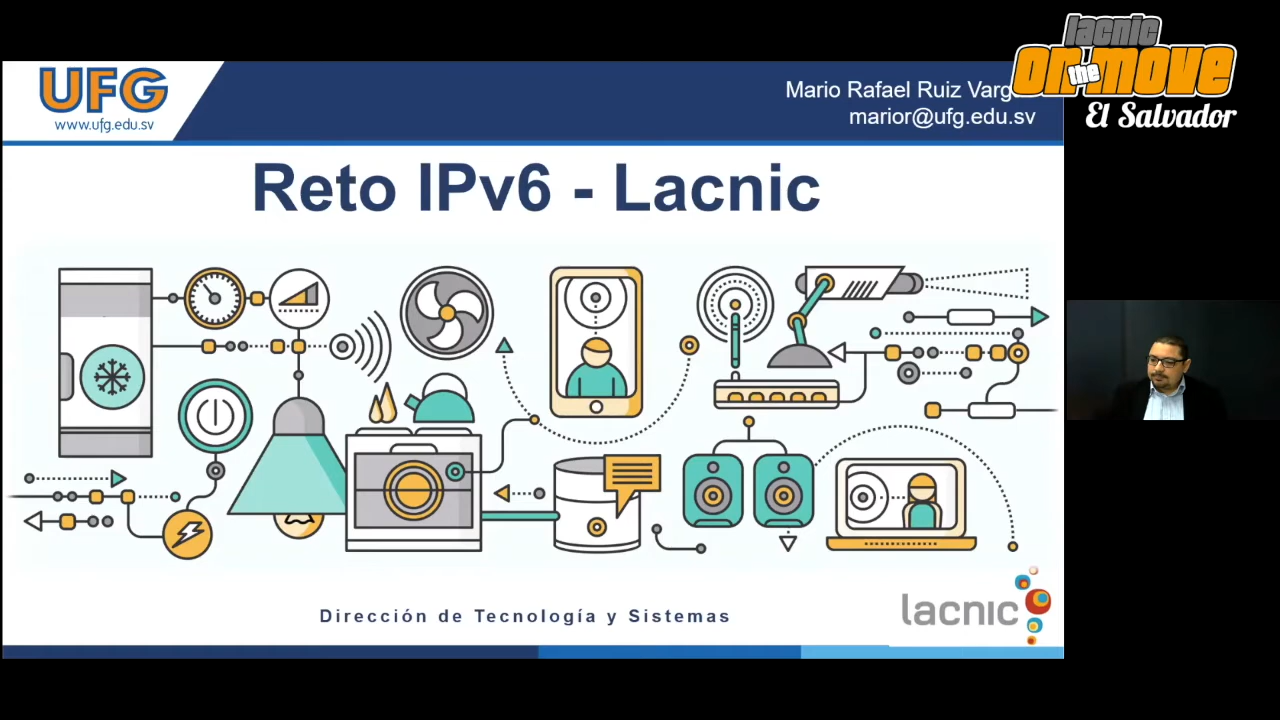 UFG
www.ufg.edu.sv
Mario Rafael Ruiz
marior@ufg.edu.sv
lacnic
on the move
El Salvador
Reto IPv6 - Lacnic
Dirección de Tecnología y Sistemas
lacnic